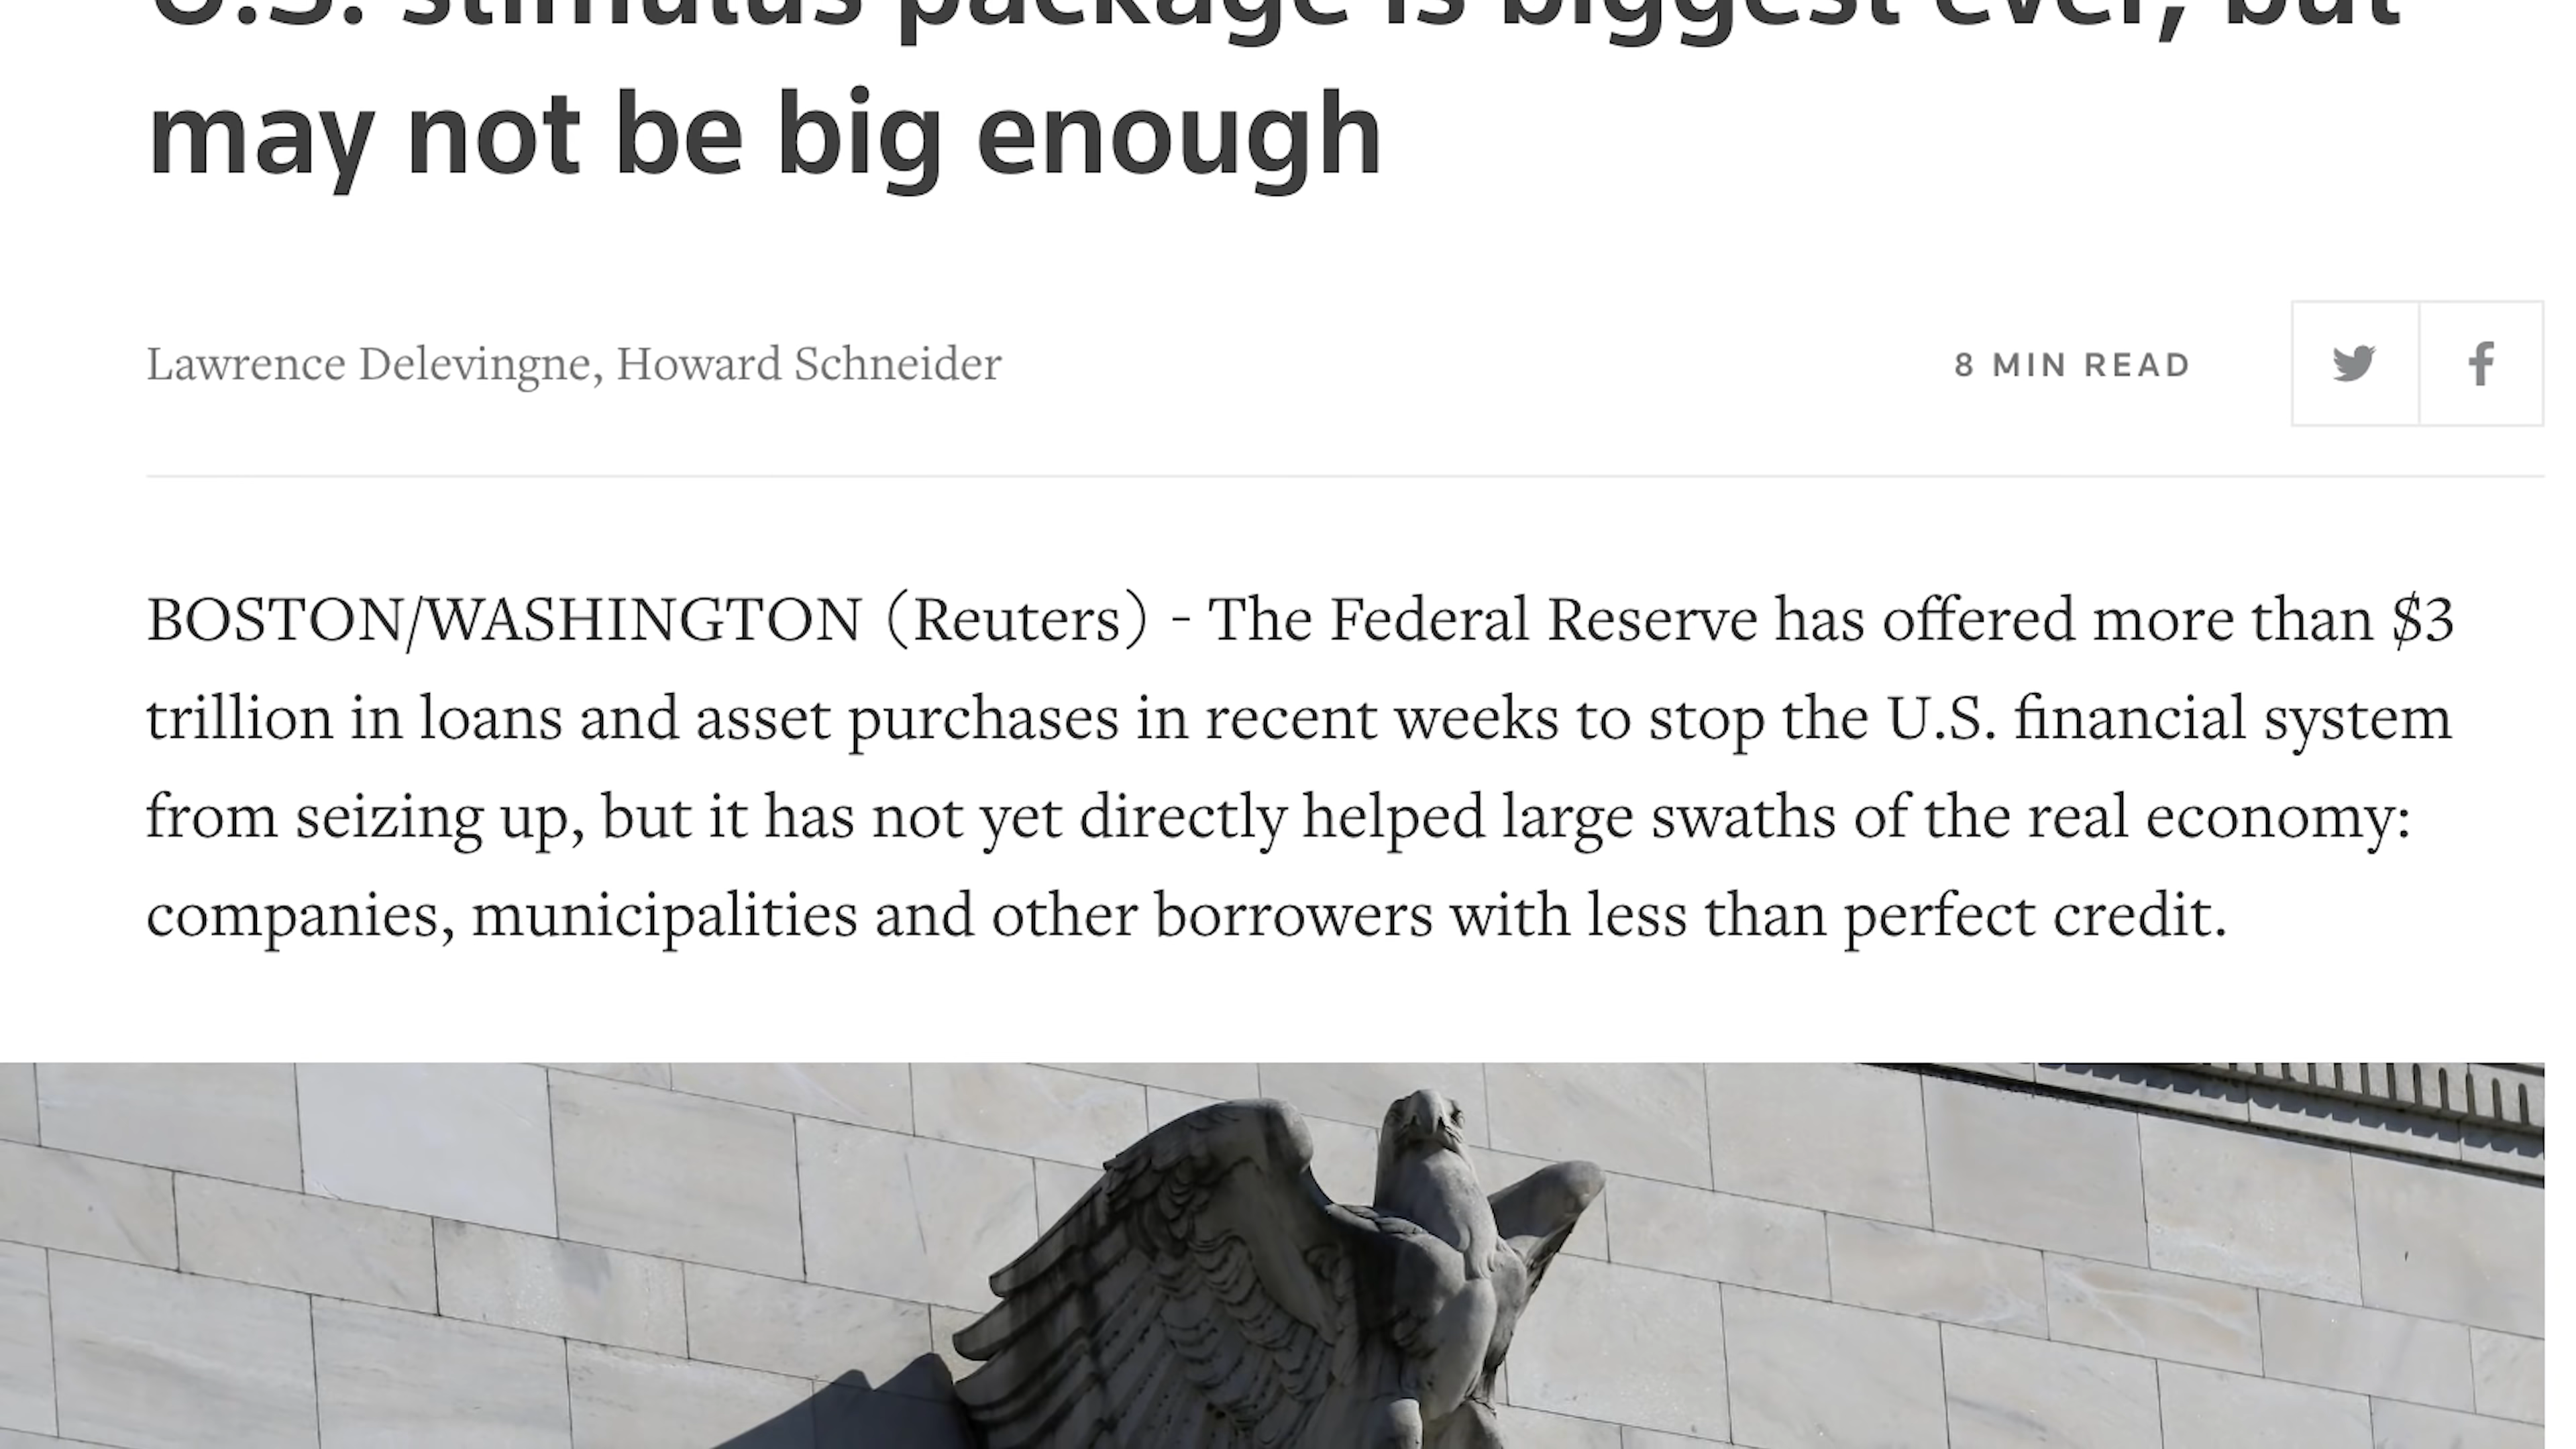 U.S. stimulus package is biggest ever, but
may not be big enough
Lawrence Delevingne, Howard Schneider
8 MIN READ
BOSTON/WASHINGTON (Reuters) - The Federal Reserve has offered more than $3
trillion in loans and asset purchases in recent weeks to stop the U.S. financial system
from seizing up, but it has not yet directly helped large swaths of the real economy:
companies, municipalities and other borrowers with less than perfect credit.